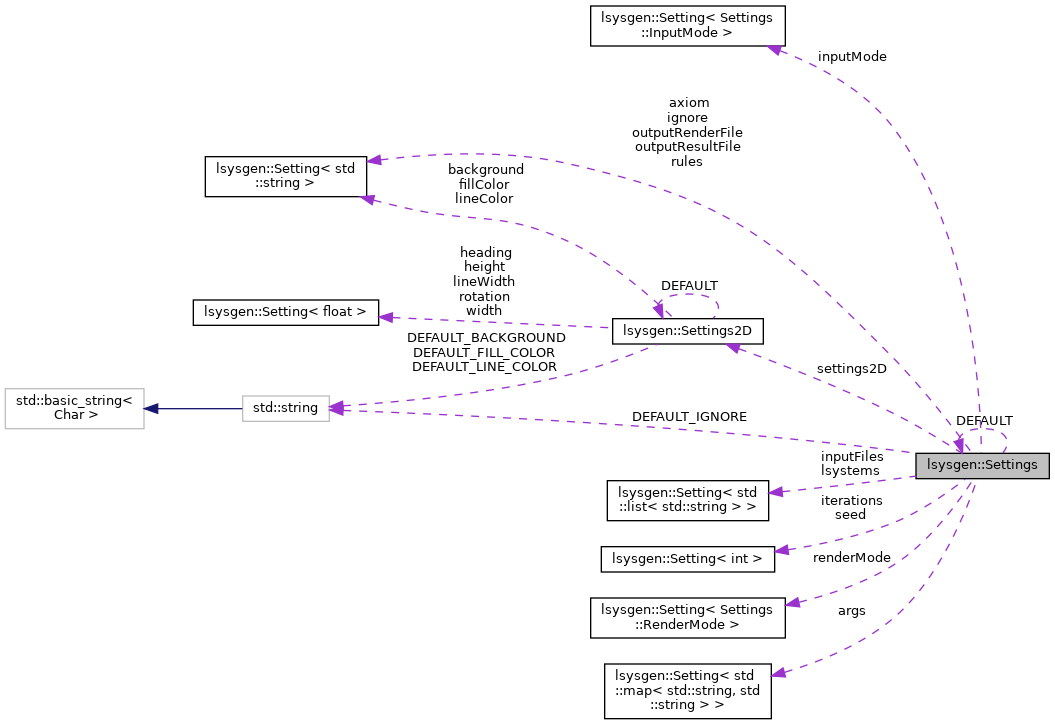 lsysgen::Setting< Settings
::InputMode >
inputMode
axiom
ignore
outputRenderFile
outputResultFile
rules
lsysgen::Setting< std
::string >
background
fillColor
lineColor
heading
height
lineWidth
rotation
width
DEFAULT
lsysgen::Setting< float >
lsysgen::Settings2D
DEFAULT_BACKGROUND
DEFAULT_FILL_COLOR
DEFAULT_LINE_COLOR
settings2D
std::basic_string<
Char >
std::string
DEFAULT_IGNORE
DEFAULT
lsysgen::Settings
inputFiles
lsystems
lsysgen::Setting< std
::list< std::string > >
iterations
seed
lsysgen::Setting< int >
renderMode
lsysgen::Setting< Settings
::RenderMode >
args
lsysgen::Setting< std
::map< std::string, std
::string > >